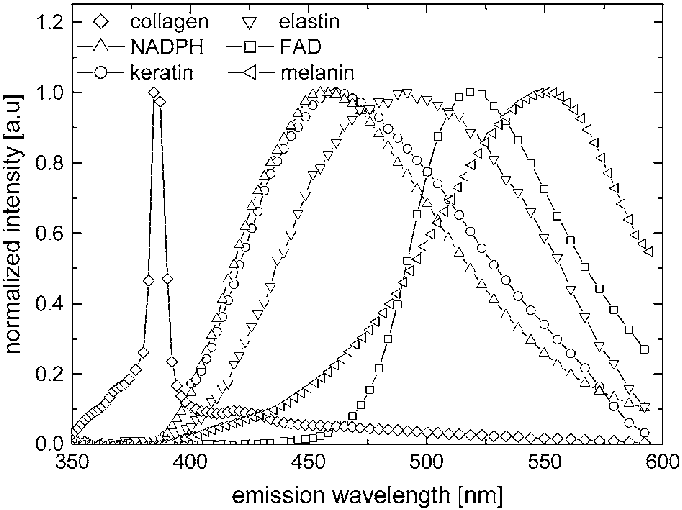 collagen elastin
NADPH FAD
keratin melanin
normalized intensity [a.u]
1.2
1.0
0.8
0.6
0.4
0.2
0.0
350 400 450 500 550 600
emission wavelength [nm]